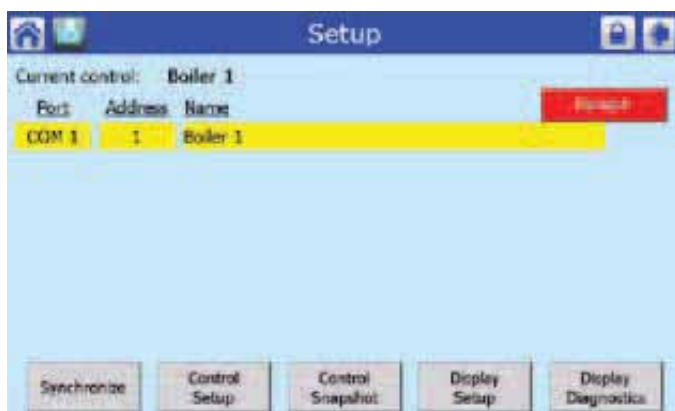 Setup
Current control: Boiler 1
Port Address Name
COM 1 1 Boiler 1
Synchronize Control Setup Control Snapshot Display Setup Display Diagnostics